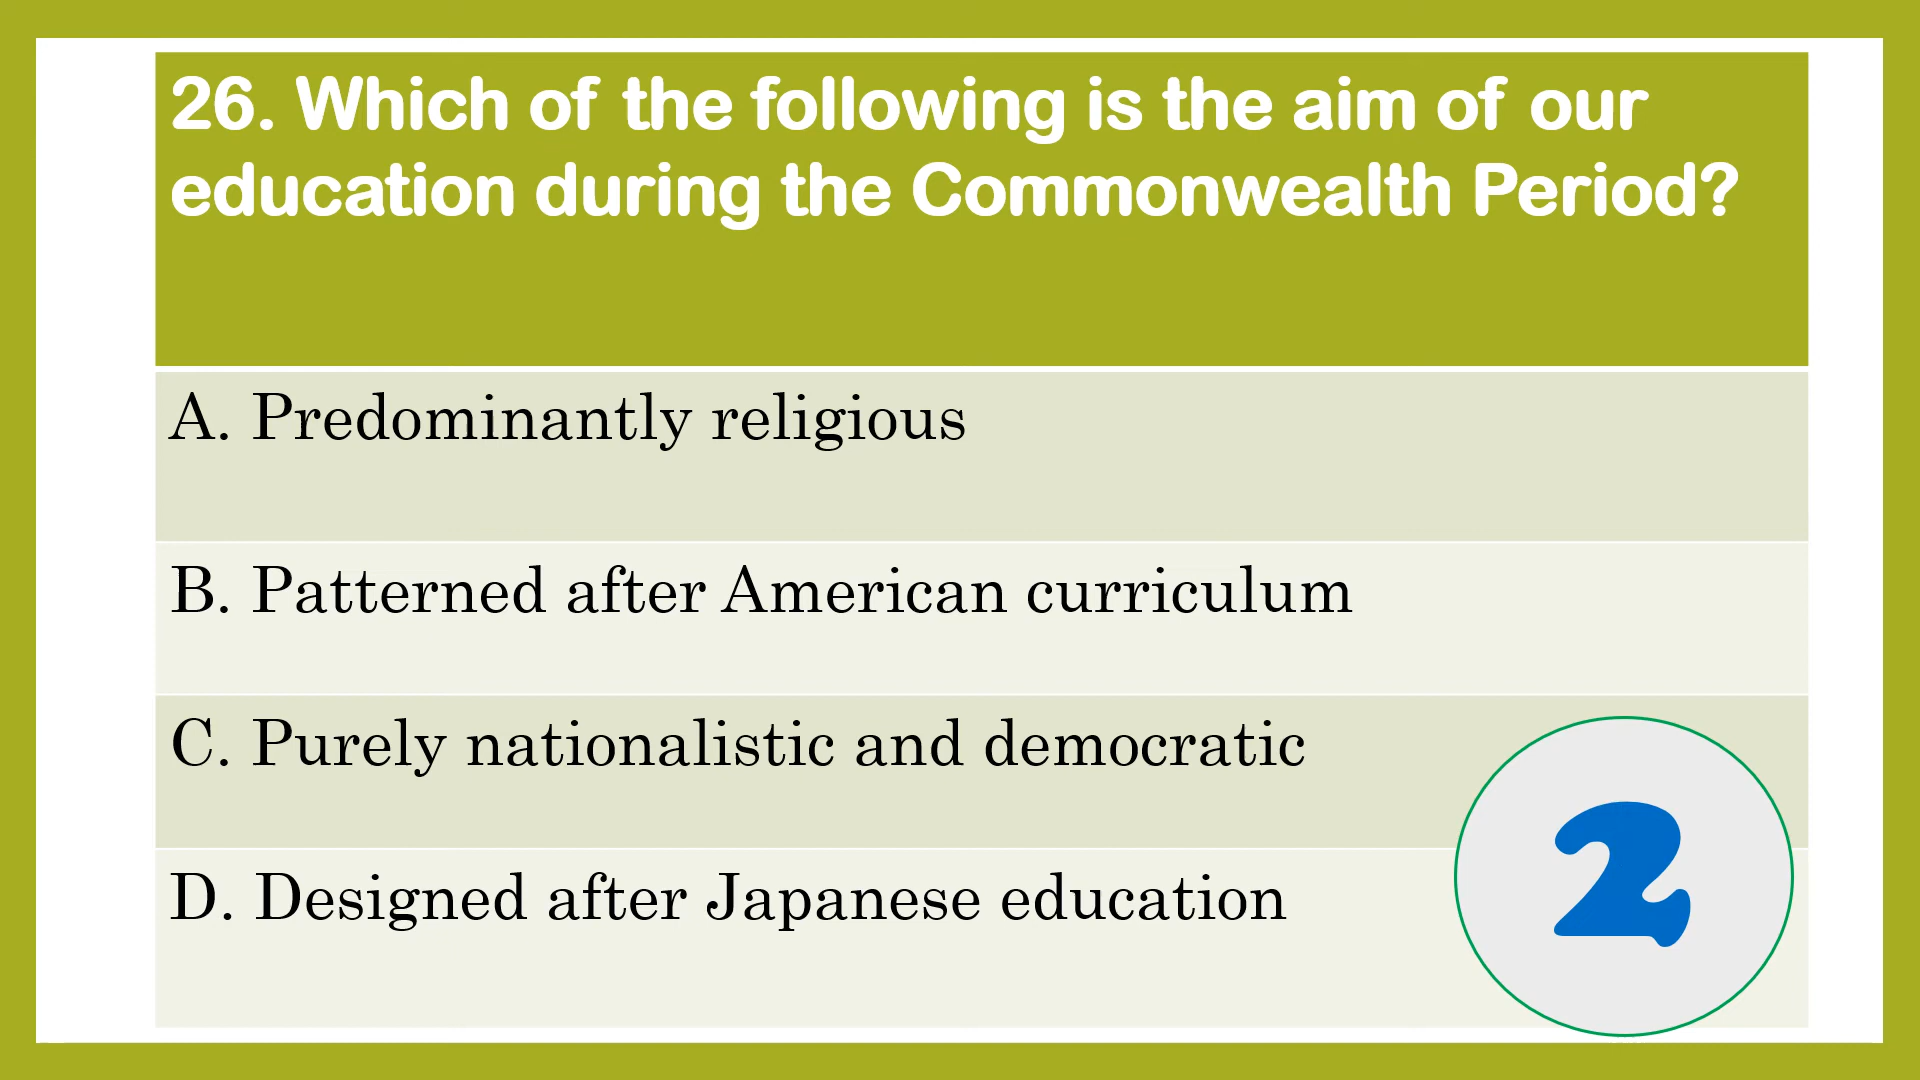 26. Which of the following is the aim of our
education during the Commonwealth Period?
A. Predominantly religious
B. Patterned after American curriculum
C. Purely nationalistic and democratic
D. Designed after Japanese education
2